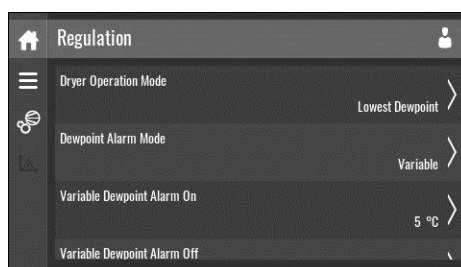 Regulation
Dryer Operation Mode
Lowest Dewpoint
Dewpoint Alarm Mode
Variable
Variable Dewpoint Alarm On
5 °C
Variable Dewpoint Alarm Off